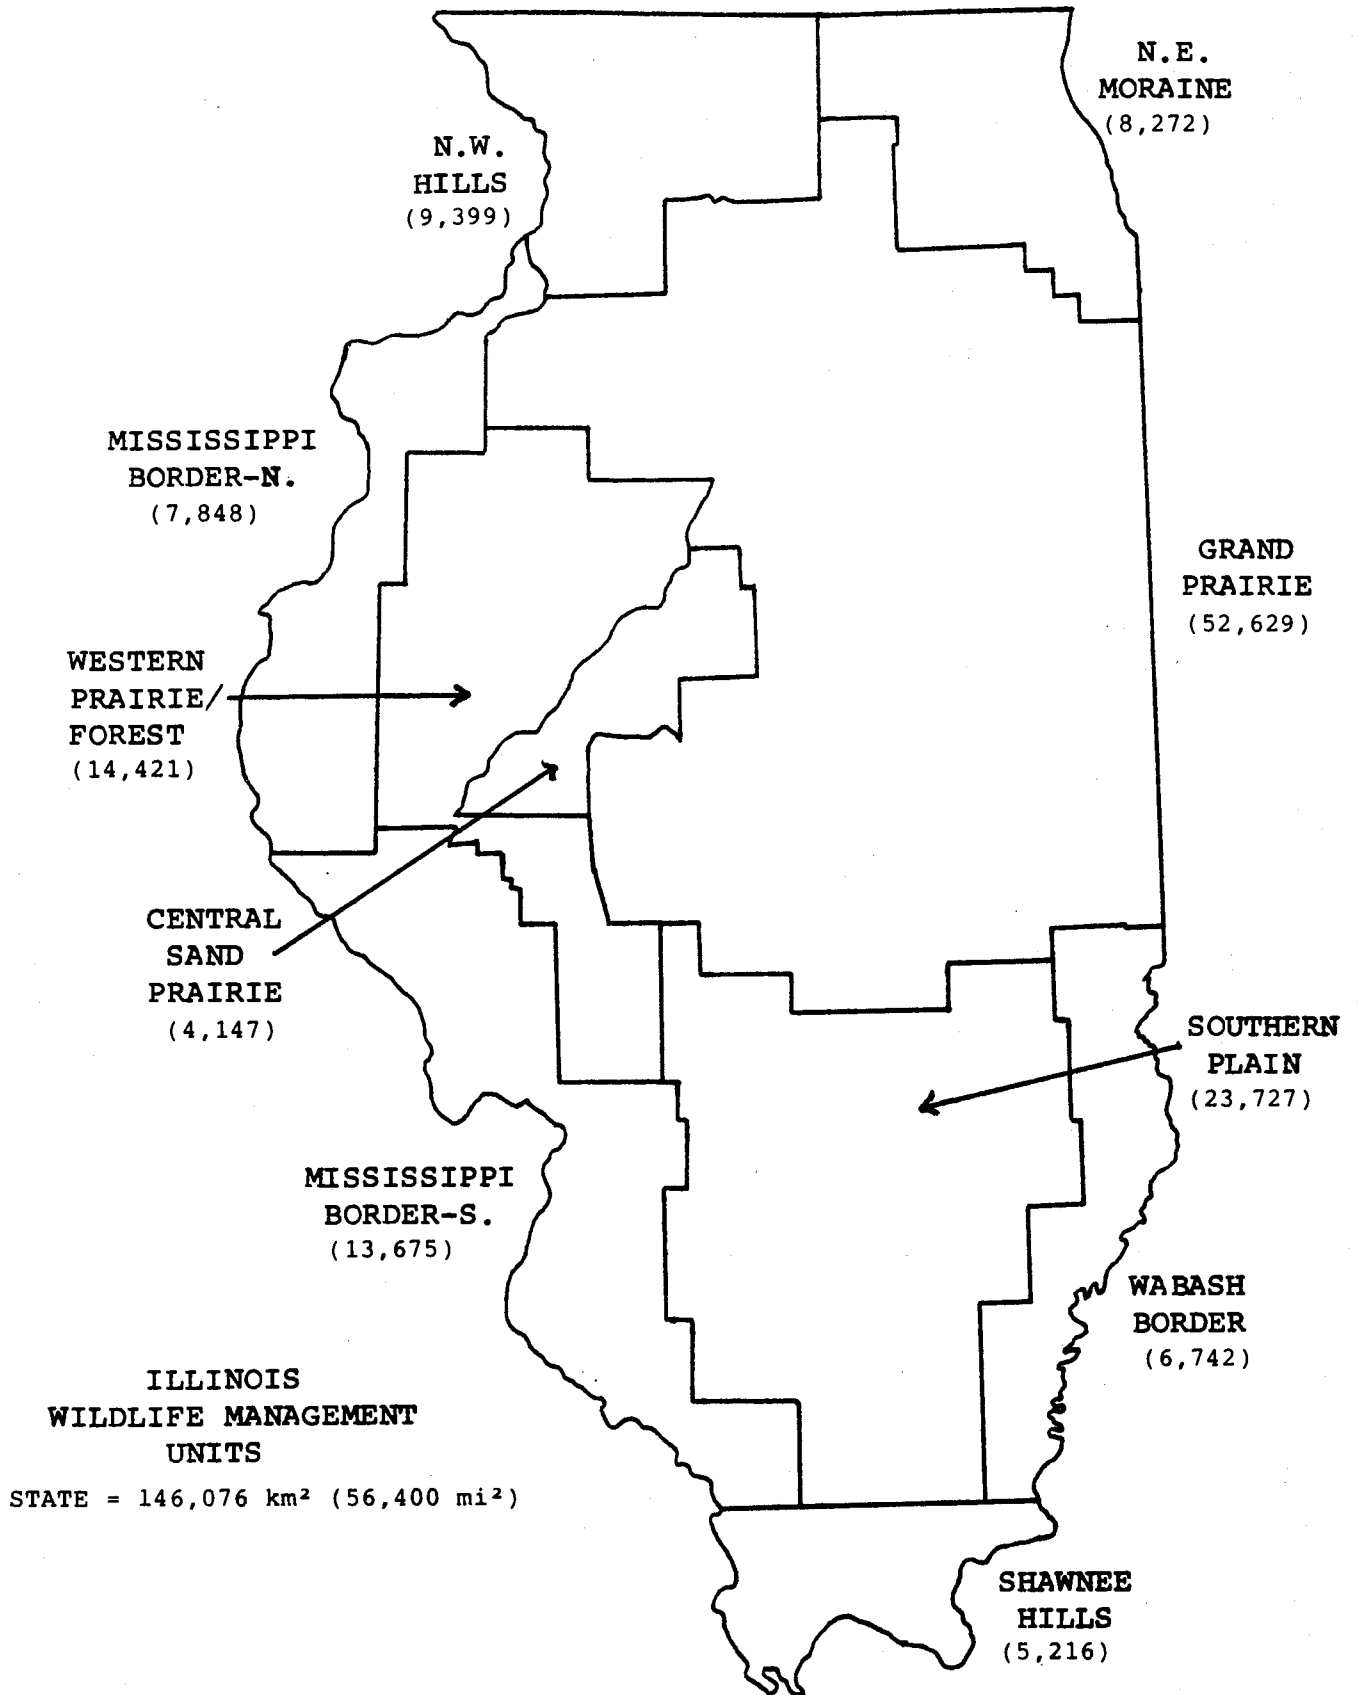 N.E.
MORAINE
(8,272)
N.W.
HILLS
(9,399)
MISSISSIPPI
BORDER-N.
(7,848)
GRAND
PRAIRIE
(52,629)
WESTERN
PRAIRIE/
FOREST
(14,421)
CENTRAL
SAND
PRAIRIE
(4,147)
SOUTHERN
PLAIN
(23,727)
MISSISSIPPI
BORDER-S.
(13,675)
WABASH
BORDER
(6,742)
ILLINOIS
WILDLIFE MANAGEMENT
UNITS
STATE = 146,076 km² (56,400 mi²)
SHAWNEE
HILLS
(5,216)